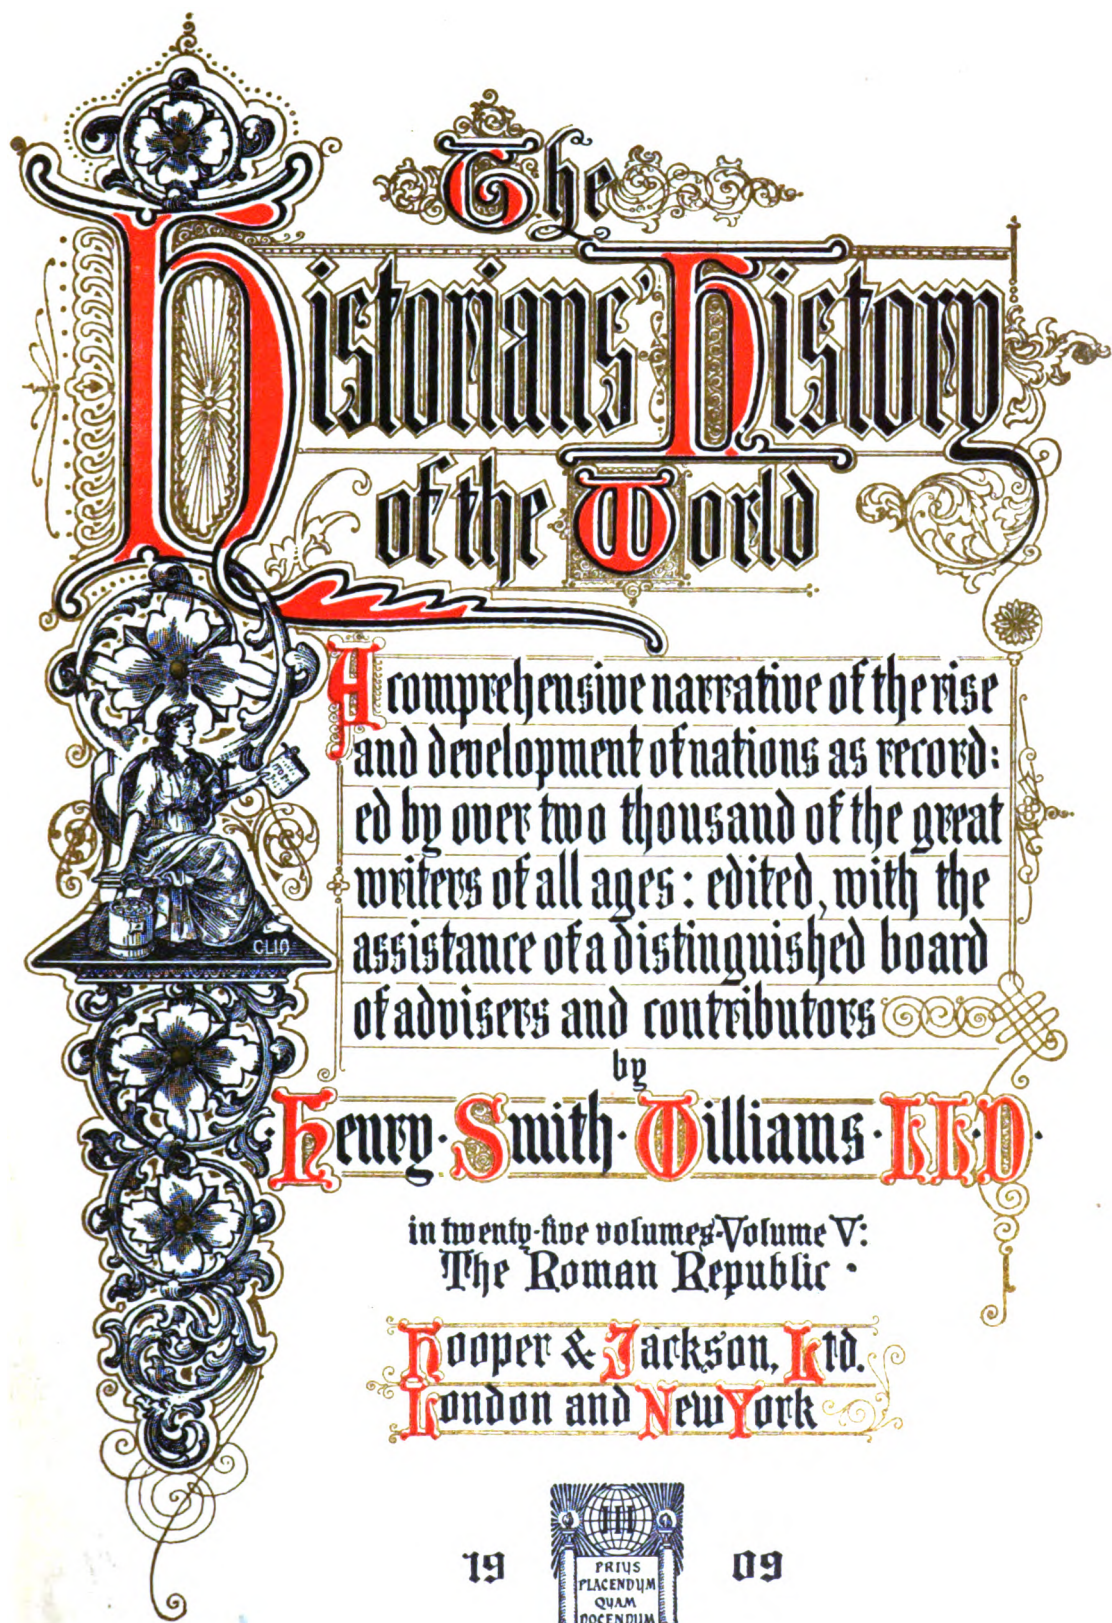 The
Historians' History
of the World
A comprehensive narrative of the rise
and development of nations as record:
ed by over two thousand of the great
writers of all ages: edited, with the
assistance of a distinguished board
of advisers and contributors
by
Henry · Smith · Williams · LL·D ·
in twenty-five volumes-Volume V:
The Roman Republic ·
Hooper & Jackson, Ltd.
London and New York
CLIO
19 09
HH
PRIUS
PLACENDUM
QUAM
DOCENDUM